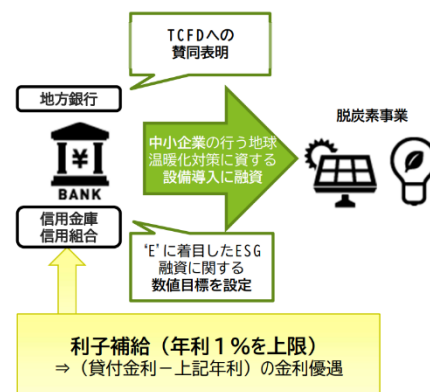 TCFDへの
賛同表明
地方銀行
¥
BANK
信用金庫
信用組合
中小企業の行う地球
温暖化対策に資する
設備導入に融資
脱炭素事業
‘E’に着目したESG
融資に関する
数値目標を設定
利子補給（年利1％を上限）
⇒（貸付金利－上記年利）の金利優遇